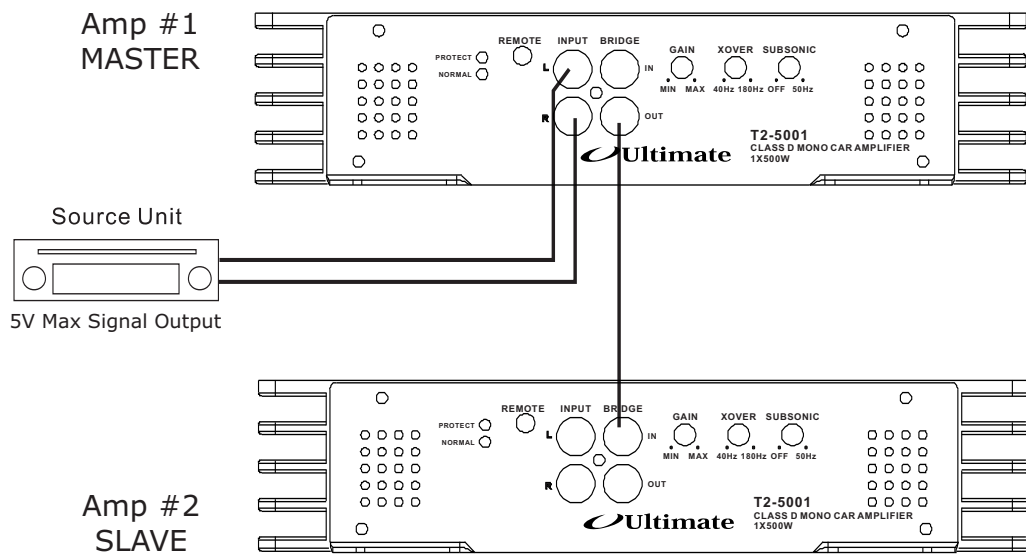 Amp #1
MASTER
REMOTE INPUT BRIDGE
PROTECT
NORMAL
L
IN
R
OUT
GAIN XOVER SUBSONIC
MIN MAX 40Hz 180Hz OFF 50Hz
T2-5001
CLASS D MONO CAR AMPLIFIER
1X500W
Ultimate
Source Unit
5V Max Signal Output
Amp #2
SLAVE
REMOTE INPUT BRIDGE
PROTECT
NORMAL
L
IN
R
OUT
GAIN XOVER SUBSONIC
MIN MAX 40Hz 180Hz OFF 50Hz
T2-5001
CLASS D MONO CAR AMPLIFIER
1X500W
Ultimate